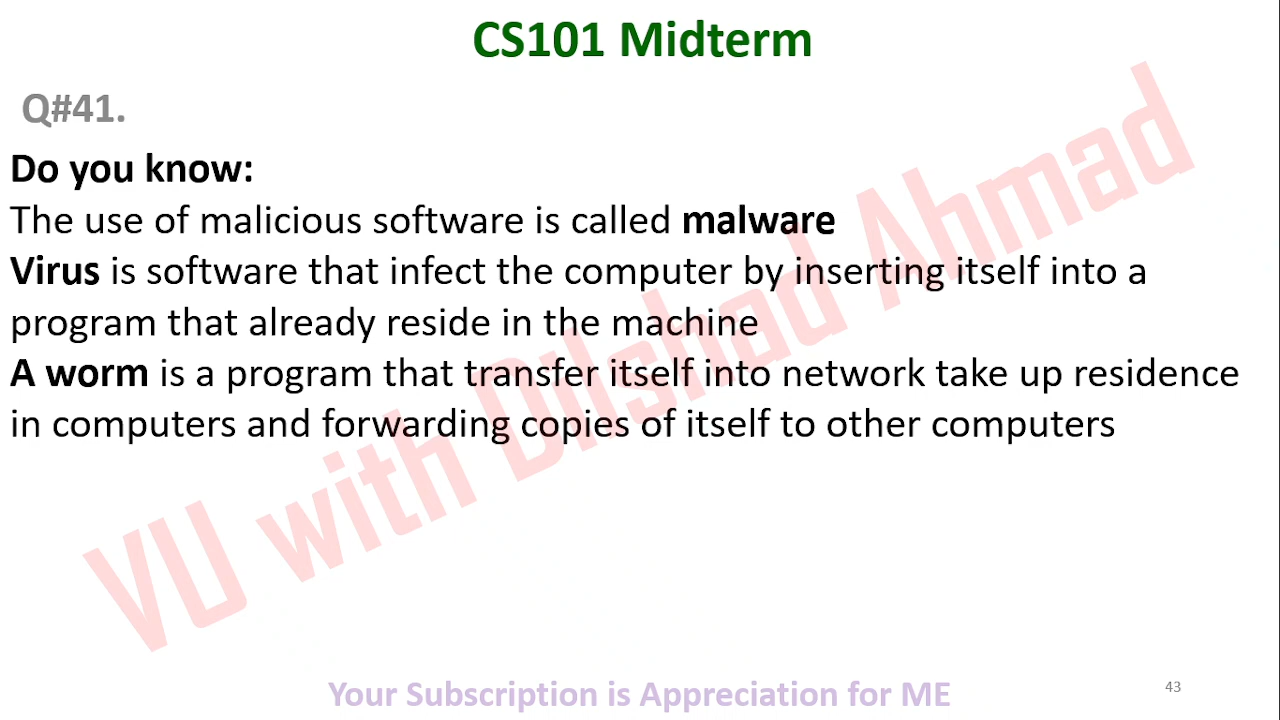 CS101 Midterm
Q#41.
Do you know:
The use of malicious software is called malware
Virus is software that infect the computer by inserting itself into a
program that already reside in the machine
A worm is a program that transfer itself into network take up residence
in computers and forwarding copies of itself to other computers
VU with Dilshad Ahmad
Your Subscription is Appreciation for ME
43